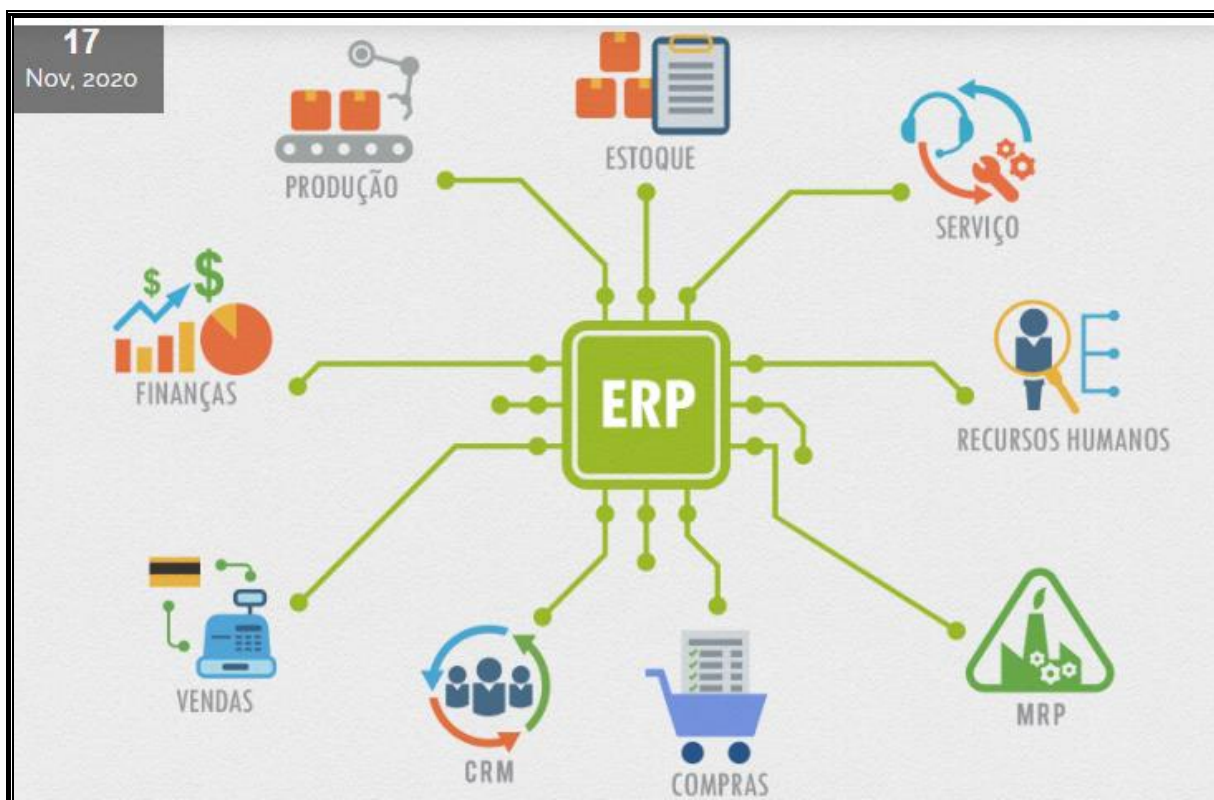 17
Nov, 2020
PRODUÇÃO
ESTOQUE
SERVIÇO
FINANÇAS
ERP
RECURSOS HUMANOS
VENDAS
CRM
COMPRAS
MRP